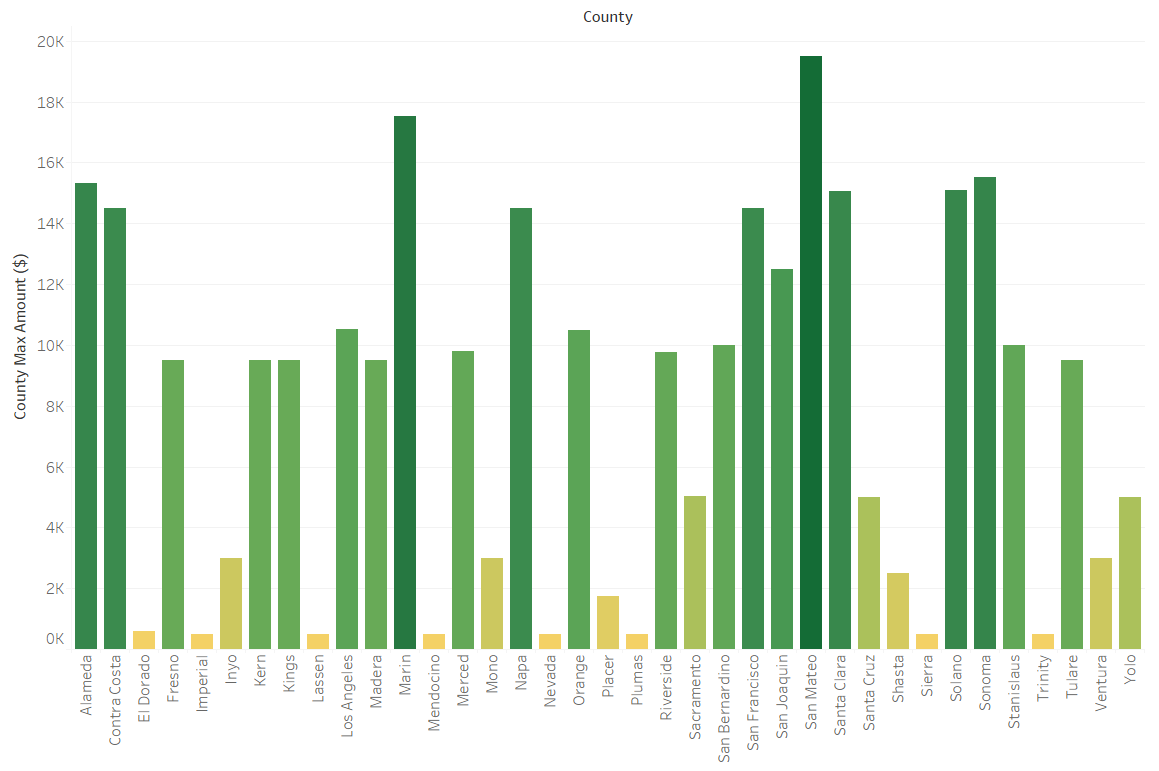 County
20K
18K
16K
14K
12K
10K
8K
6K
4K
2K
0K
County Max Amount ($)
Alameda
Contra Costa
El Dorado
Fresno
Imperial
Inyo
Kern
Kings
Lassen
Los Angeles
Madera
Marin
Mendocino
Merced
Mono
Napa
Nevada
Orange
Placer
Plumas
Riverside
Sacramento
San Bernardino
San Francisco
San Joaquin
San Mateo
Santa Clara
Santa Cruz
Shasta
Sierra
Solano
Sonoma
Stanislaus
Trinity
Tulare
Ventura
Yolo